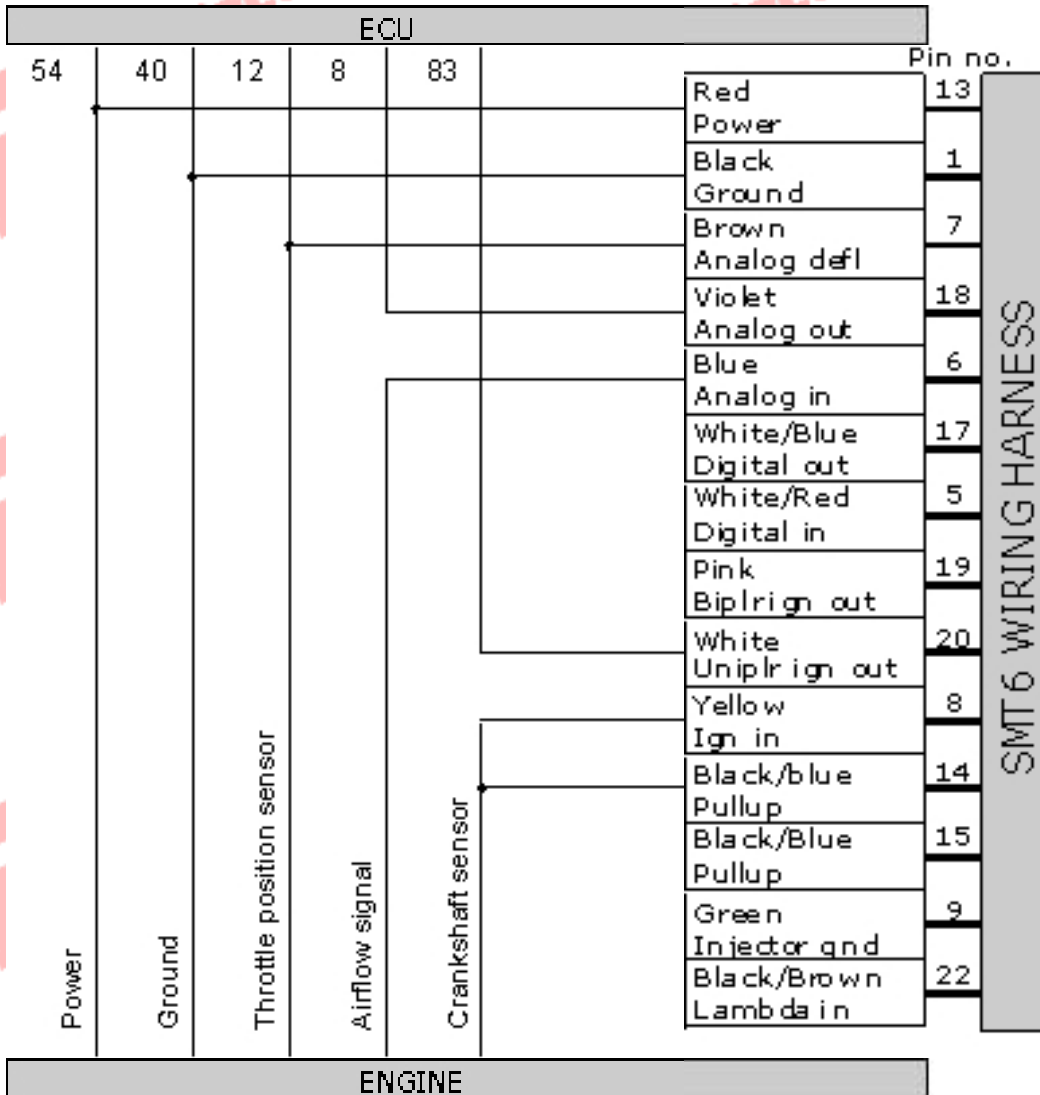 ECU
54 40 12 8 83
Pin no.
Red 13
Power
Black 1
Ground
Brown 7
Analog defl
Violet 18
Analog out
Blue 6
Analog in
White/Blue 17
Digital out
White/Red 5
Digital in
Pink 19
Biplrign out
White 20
Uniplrign out
Yellow 8
Ign in
Black/blue 14
Pullup
Black/Blue 15
Pullup
Green 9
Injector gnd
Black/Brown 22
Lambda in
Power
Ground
Throttle position sensor
Airflow signal
Crankshaft sensor
SMT6 WIRING HARNESS
ENGINE